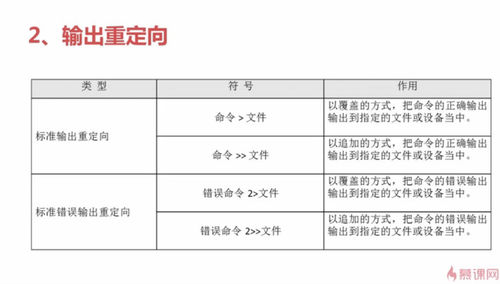 2、输出重定向
类 型 符 号 作用
标准输出重定向
命令 > 文件
以覆盖的方式，把命令的正确输出
输出到指定的文件或设备当中。
命令 >> 文件
以追加的方式，把命令的正确输出
输出到指定的文件或设备当中。
标准错误输出重定向
错误命令 2>文件
以覆盖的方式，把命令的错误输出
输出到指定的文件或设备当中。
错误命令 2>>文件
以追加的方式，把命令的错误输出
输出到指定的文件或设备当中。
慕课网